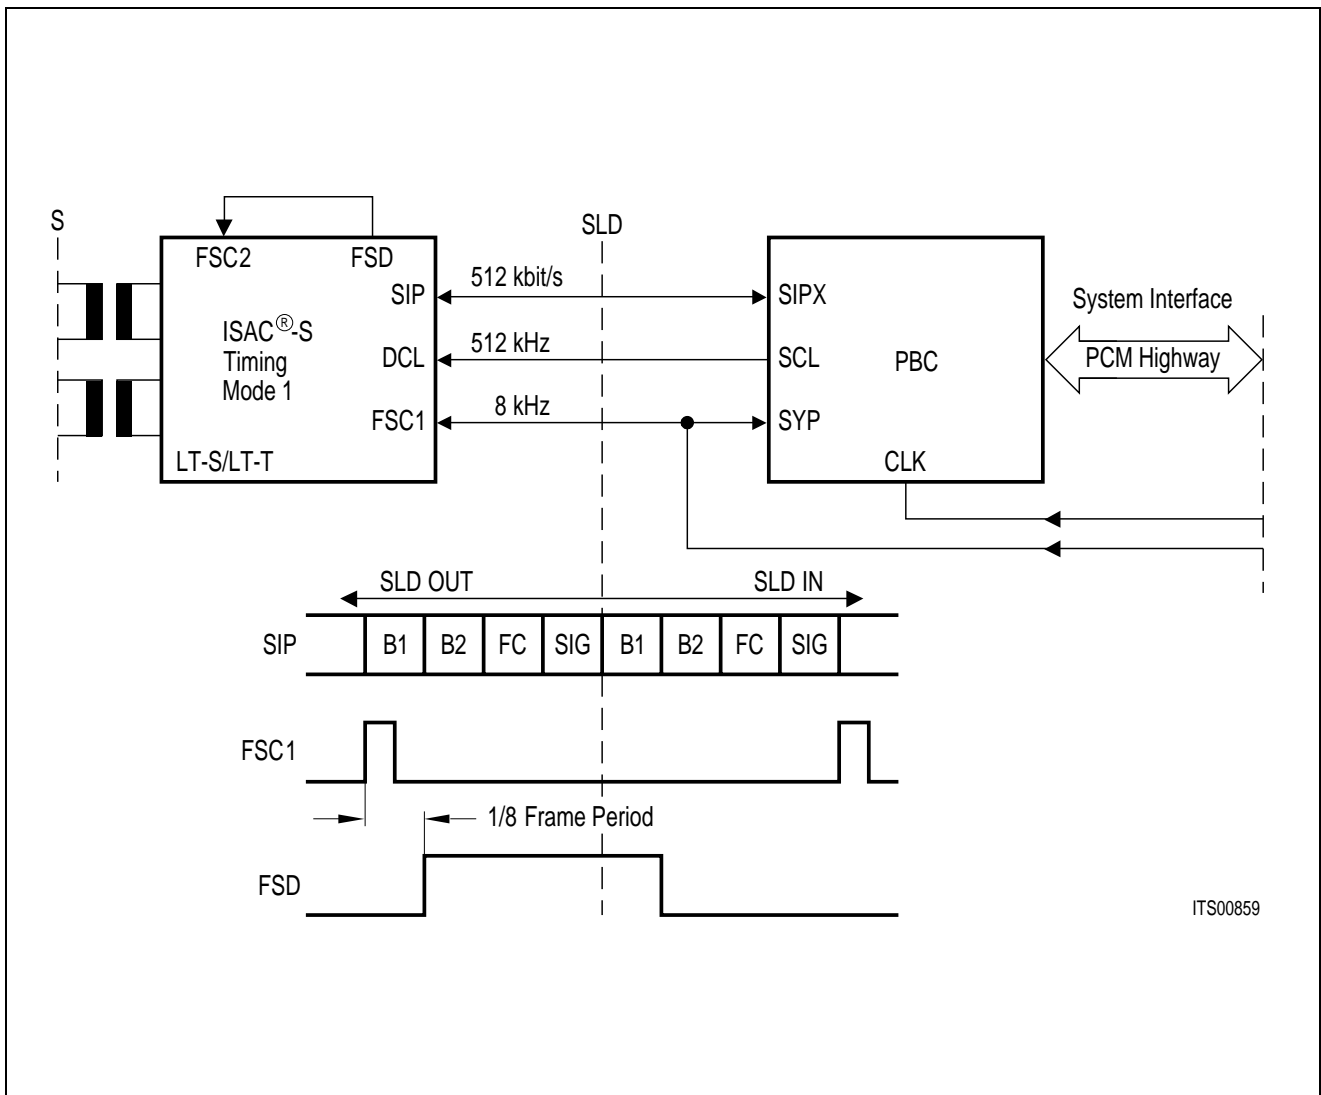 S
SLD
FSC2 FSD
SIP
512 kbit/s
SIPX
System Interface
ISAC®-S
Timing
Mode 1
DCL
512 kHz
SCL
PBC
PCM Highway
FSC1
8 kHz
SYP
LT-S/LT-T
CLK
SLD OUT
SLD IN
SIP
B1 B2 FC SIG B1 B2 FC SIG
FSC1
1/8 Frame Period
FSD
ITS00859